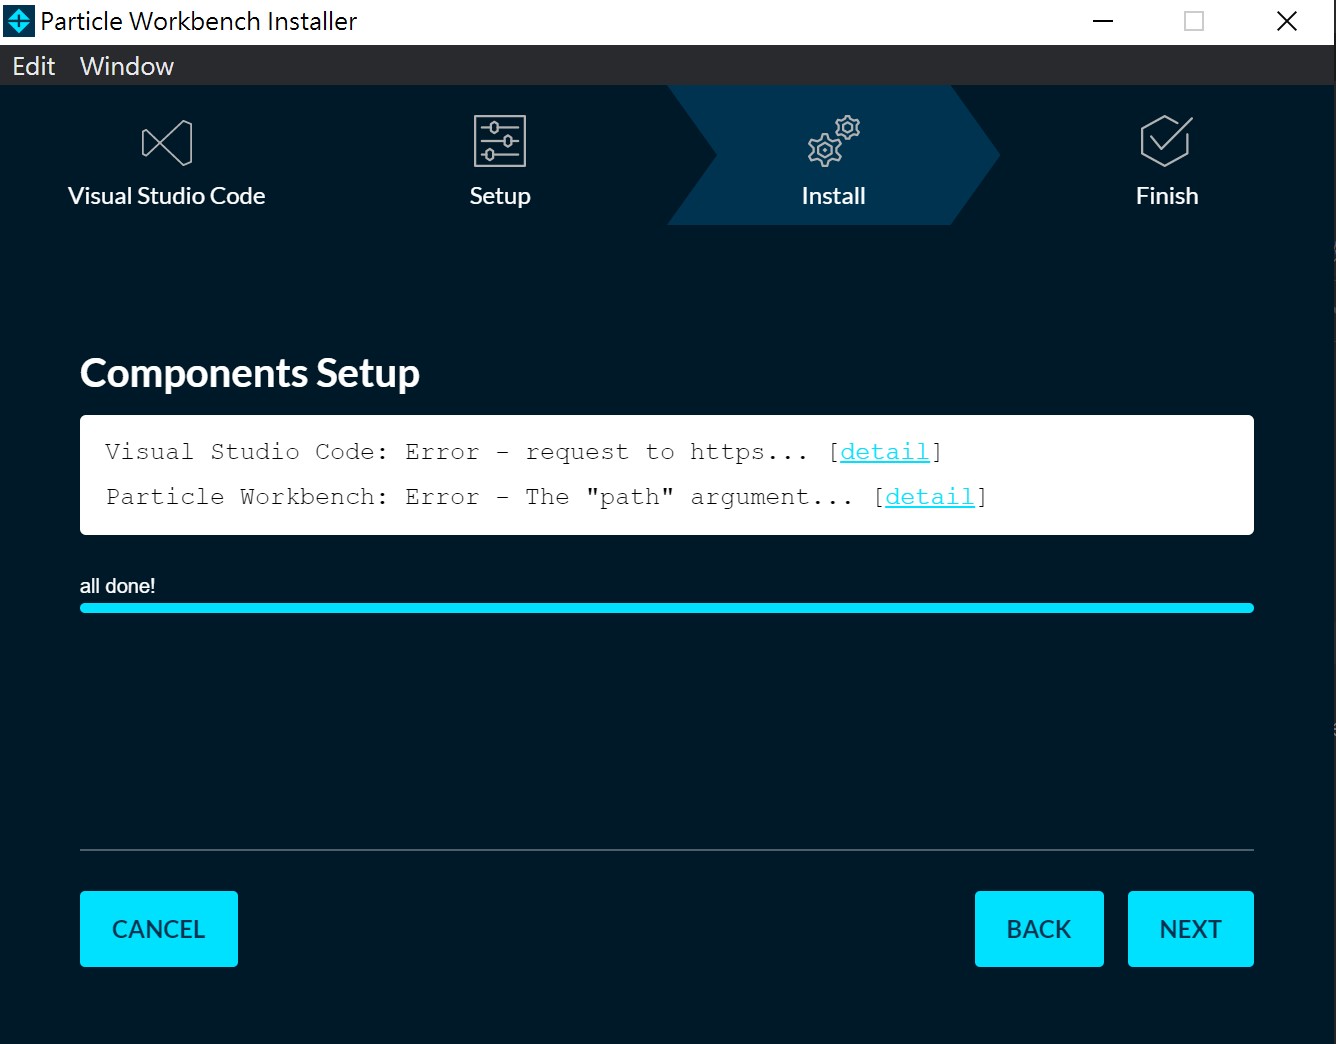 Particle Workbench Installer
Edit Window
Visual Studio Code
Setup
Install
Finish
Components Setup
Visual Studio Code: Error - request to https... [detail]
Particle Workbench: Error - The "path" argument... [detail]
all done!
CANCEL
BACK
NEXT